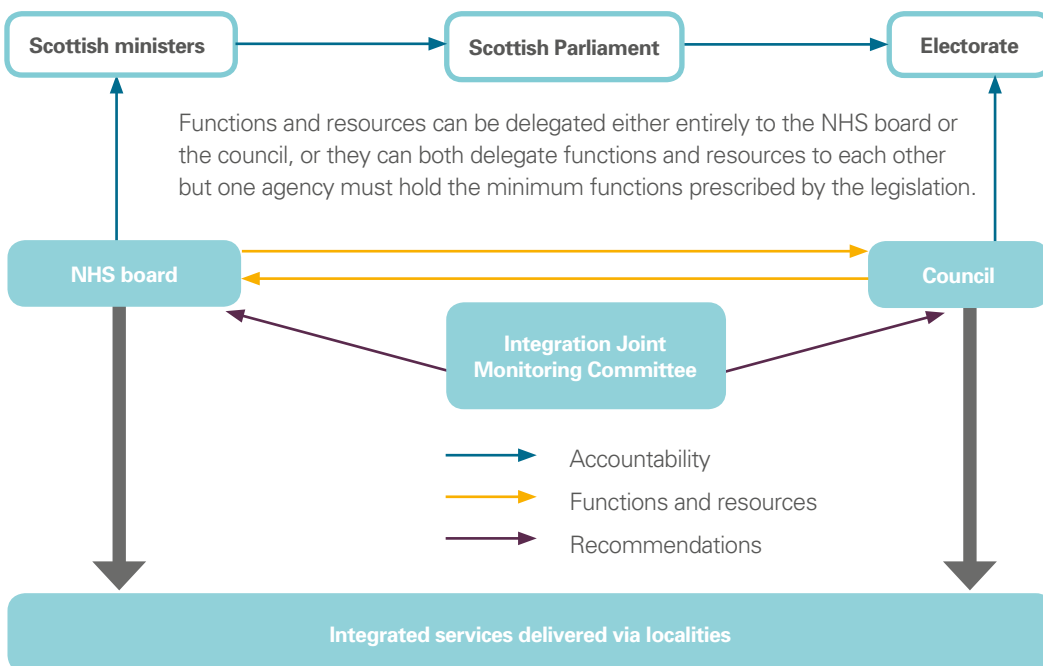 Scottish ministers
Scottish Parliament
Electorate
Functions and resources can be delegated either entirely to the NHS board or
the council, or they can both delegate functions and resources to each other
but one agency must hold the minimum functions prescribed by the legislation.
NHS board
Council
Integration Joint
Monitoring Committee
Accountability
Functions and resources
Recommendations
Integrated services delivered via localities